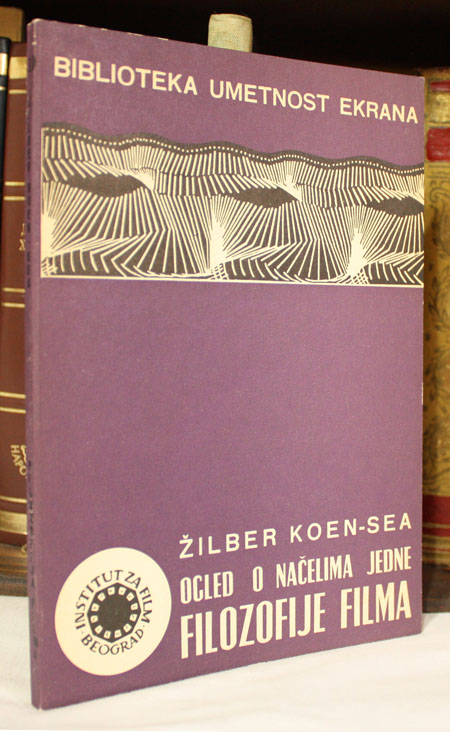 BIBLIOTEKA UMETNOST EKRANA
ŽILBER KOEN-SEA
OGLED O NAČELIMA JEDNE
FILOZOFIJE FILMA
INSTITUT ZA FILM
BEOGRAD